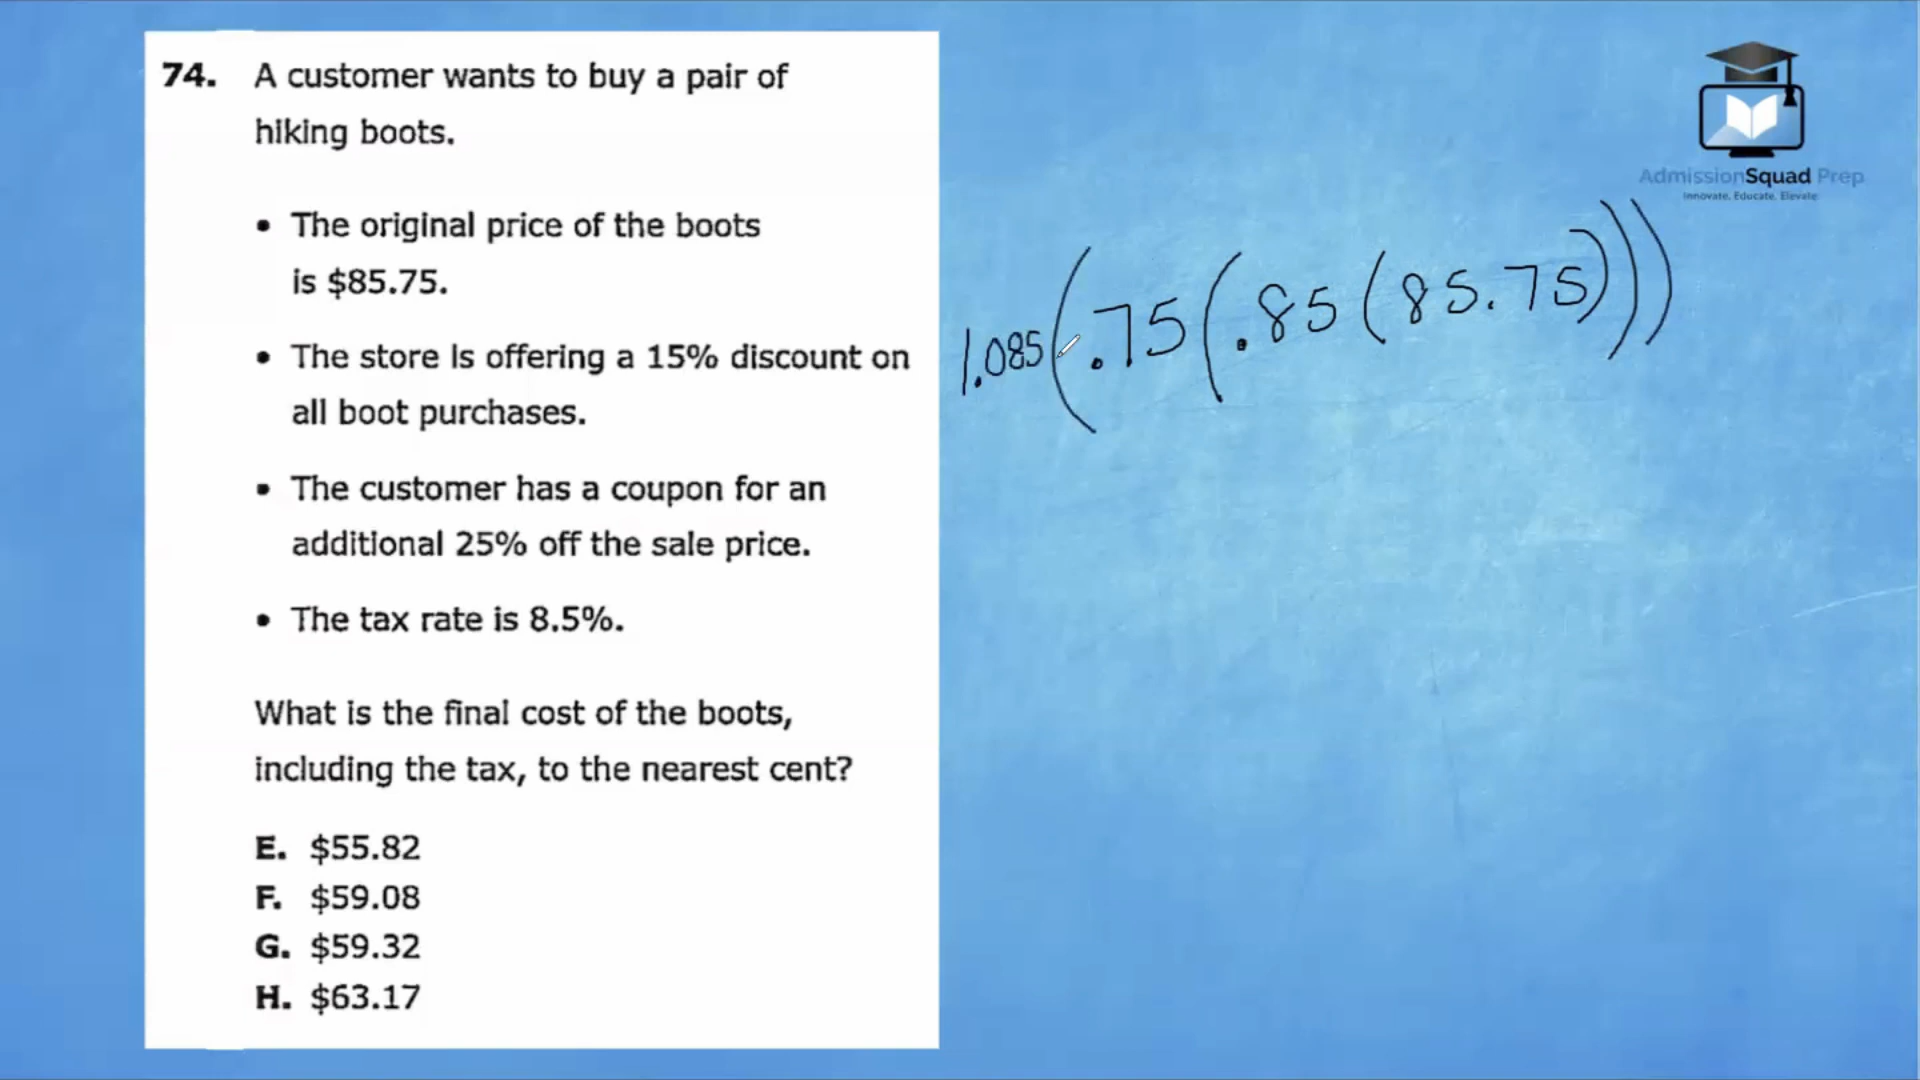 74. A customer wants to buy a pair of
hiking boots.
• The original price of the boots
is $85.75.
• The store is offering a 15% discount on
all boot purchases.
• The customer has a coupon for an
additional 25% off the sale price.
• The tax rate is 8.5%.
What is the final cost of the boots,
including the tax, to the nearest cent?
E. $55.82
F. $59.08
G. $59.32
H. $63.17
1.085(.75(.85(85.75)))
AdmissionSquad Prep
Innovate, Educate, Elevate